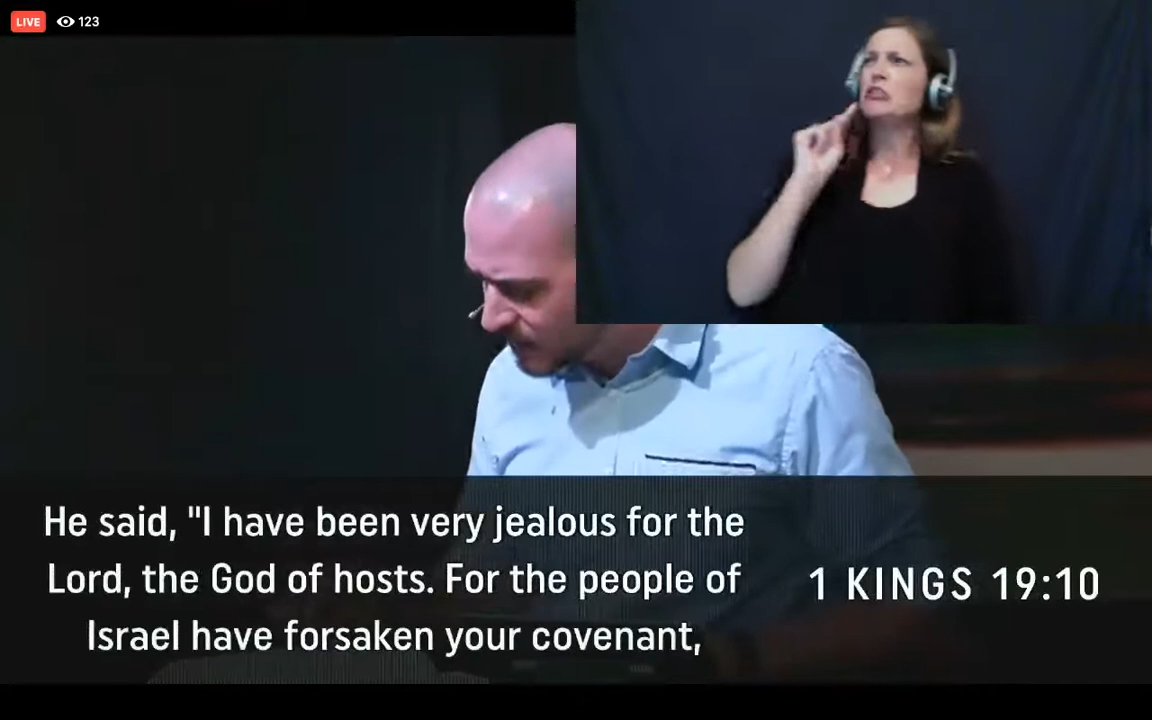 LIVE 123
He said, "I have been very jealous for the
Lord, the God of hosts. For the people of
Israel have forsaken your covenant,
1 KINGS 19:10